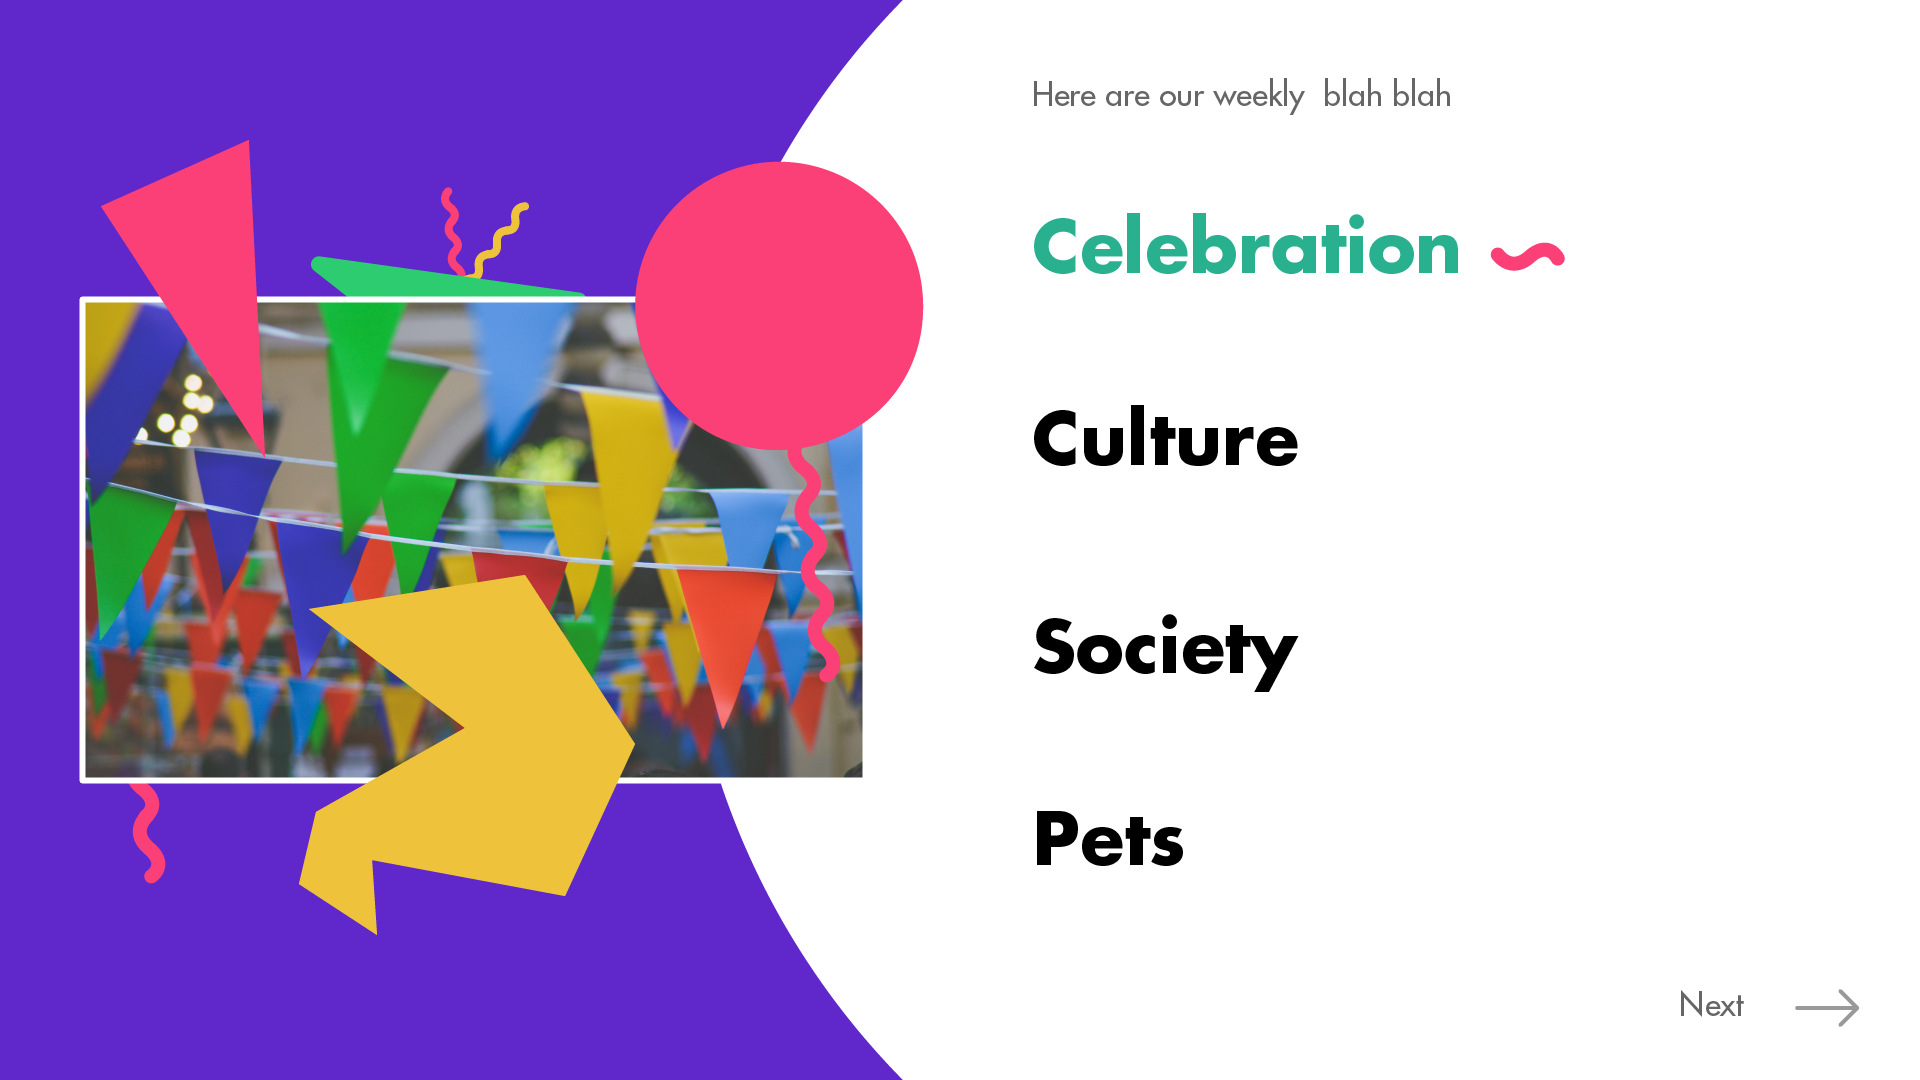 Here are our weekly  blah blah
Celebration
Culture
Society
Pets
Next